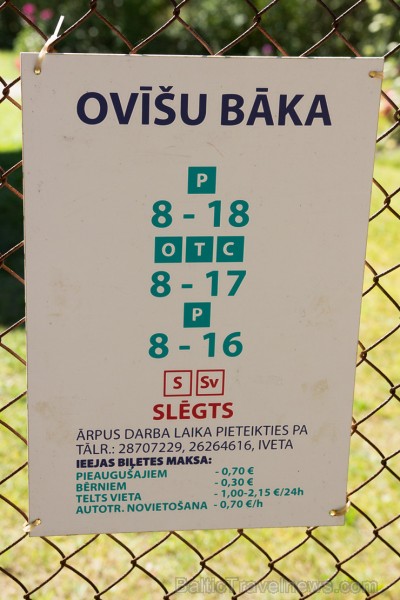 OVĪŠU BĀKA
P
8 - 18
O T C
8 - 17
P
8 - 16
S Sv
SLĒGTS
ĀRPUS DARBA LAIKA PIETEIKTIES PA
TĀLR.: 28707229, 26264616, IVETA
IEEJAS BIĻETES MAKSA:
PIEAUGUŠAJIEM - 0,70 €
BĒRNIEM - 0,30 €
TELTS VIETA - 1,00-2,15 €/24h
AUTOTR. NOVIETOŠANA - 0,70 €/h
BalticTravelnews.com